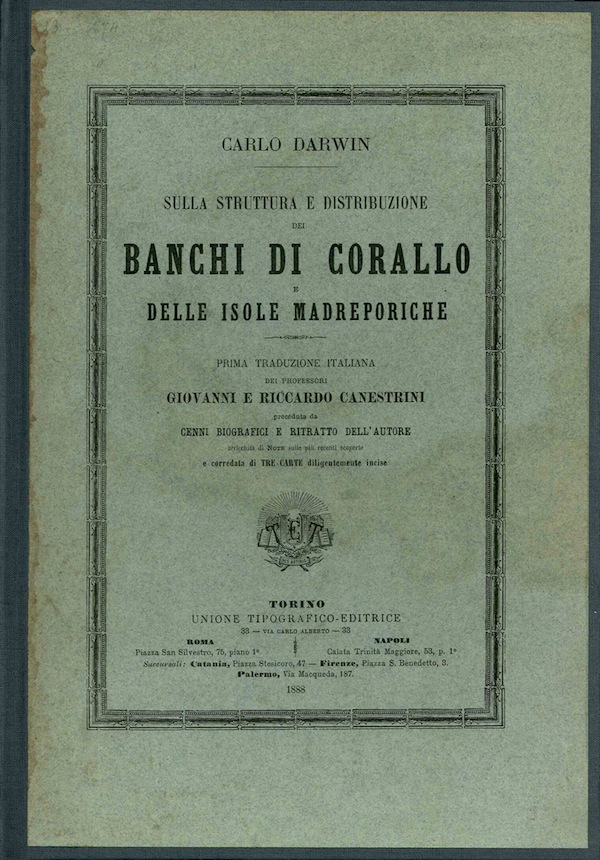 CARLO DARWIN
SULLA STRUTTURA E DISTRIBUZIONE
DEI
BANCHI DI CORALLO
E
DELLE ISOLE MADREPORICHE
PRIMA TRADUZIONE ITALIANA
DEI PROFESSORI
GIOVANNI E RICCARDO CANESTRINI
preceduta da
CENNI BIOGRAFICI E RITRATTO DELL'AUTORE
arricchita di NOTE sulle più recenti scoperte
e corredata di TRE CARTE diligentemente incise
TORINO
UNIONE TIPOGRAFICO-EDITRICE
33 — VIA CARLO ALBERTO — 33
ROMA
Piazza San Silvestro, 75, piano 1º.
NAPOLI
Calata Trinità Maggiore, 53, p. 1º
Succursali: Catania, Piazza Stesicoro, 47 — Firenze, Piazza S. Benedetto, 3.
Palermo, Via Macqueda, 187.
1888